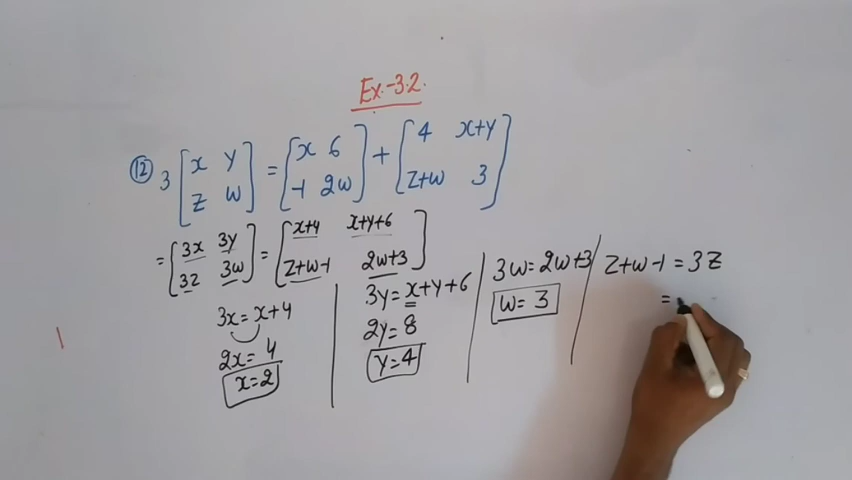 Ex.-3.2.
⑫ 3 [x y; z w] = [x 6; -1 2w] + [4 x+y; z+w 3]
= [3x 3y; 3z 3w] = [x+4 x+y+6; z+w-1 2w+3]
3x = x+4
2x = 4
x=2
3y = x+y+6
2y = 8
y=4
3w = 2w+3
w= 3
z+w-1 = 3z
=